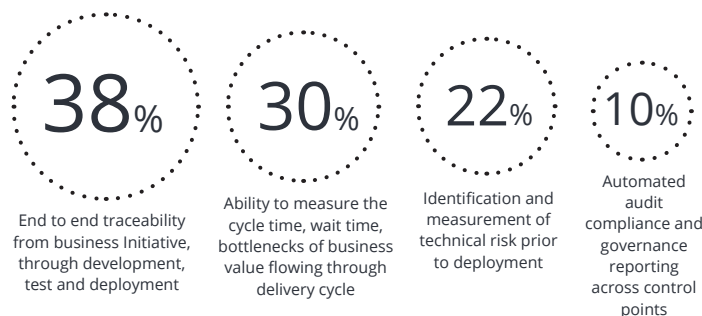 38%
End to end traceability
from business Initiative,
through development,
test and deployment
30%
Ability to measure the
cycle time, wait time,
bottlenecks of business
value flowing through
delivery cycle
22%
Identification and
measurement of
technical risk prior
to deployment
10%
Automated
audit
compliance and
governance
reporting
across control
points